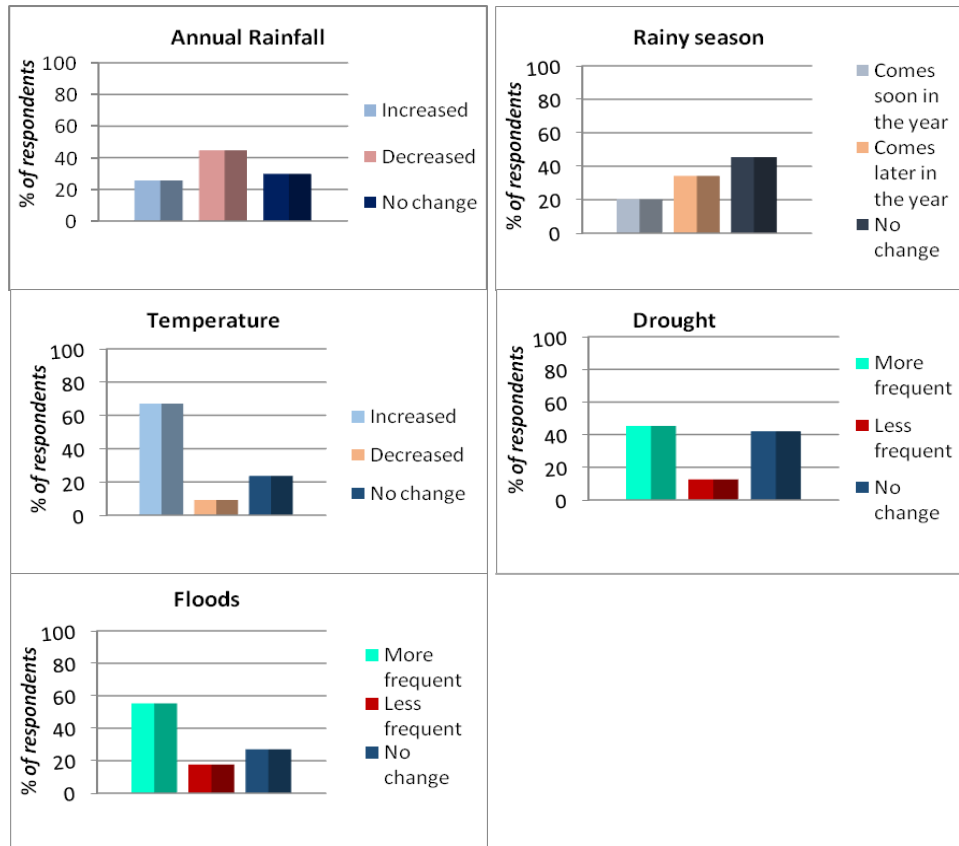 Annual Rainfall
% of respondents
100
80
60
40
20
0
Increased
Decreased
No change
Rainy season
% of respondents
100
80
60
40
20
0
Comes
soon in
the year
Comes
later in
the year
No
change
Temperature
% of respondents
100
80
60
40
20
0
Increased
Decreased
No change
Drought
% of respondents
100
80
60
40
20
0
More
frequent
Less
frequent
No
change
Floods
% of respondents
100
80
60
40
20
0
More
frequent
Less
frequent
No
change